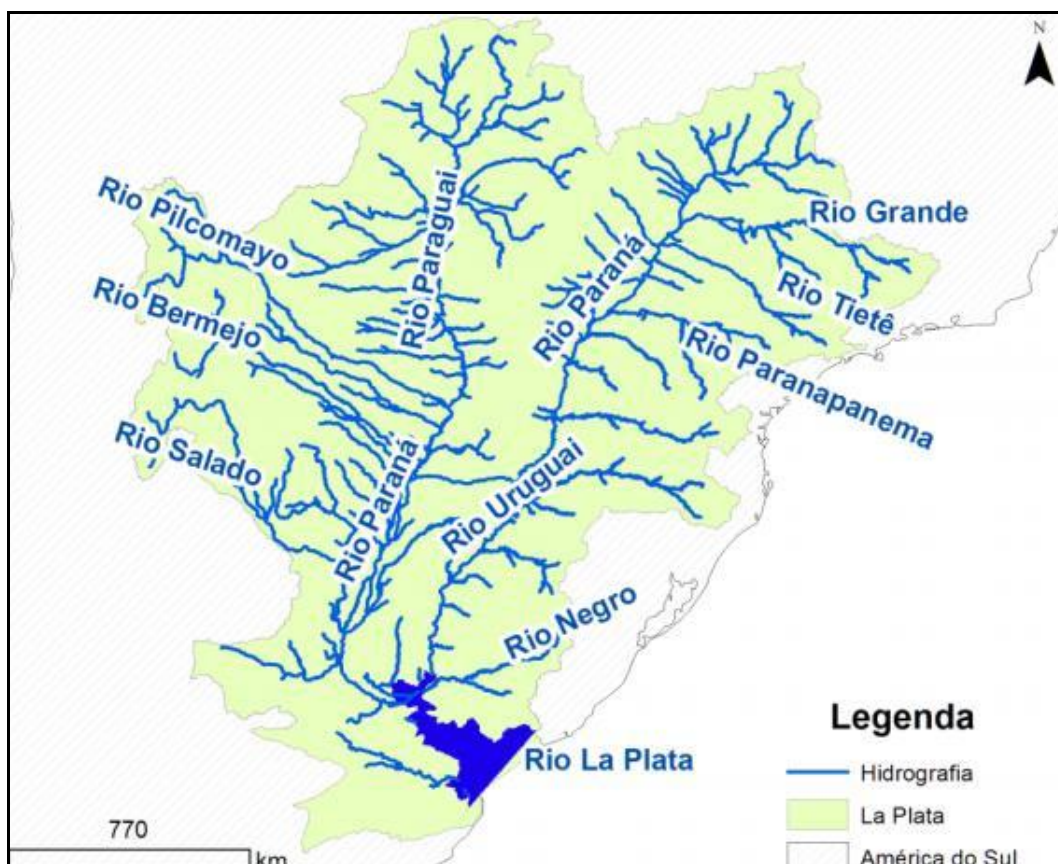 N
Rio Pilcomayo
Rio Paraguai
Rio Grande
Rio Bermejo
Rio Paraná
Rio Tietê
Rio Paranapanema
Rio Salado
Rio Paraná
Rio Uruguai
Rio Negro
Rio La Plata
Legenda
Hidrografia
La Plata
América do Sul
770
km